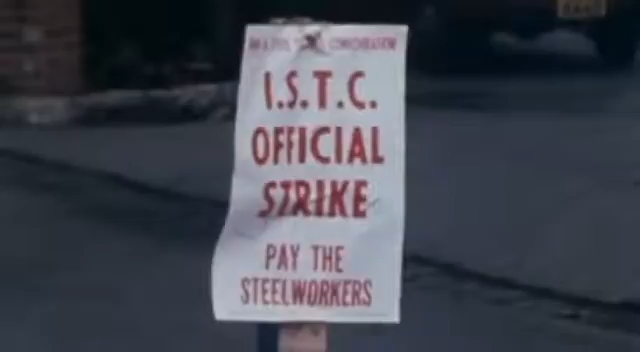 I.S.T.C.
OFFICIAL
STRIKE
PAY THE
STEELWORKERS